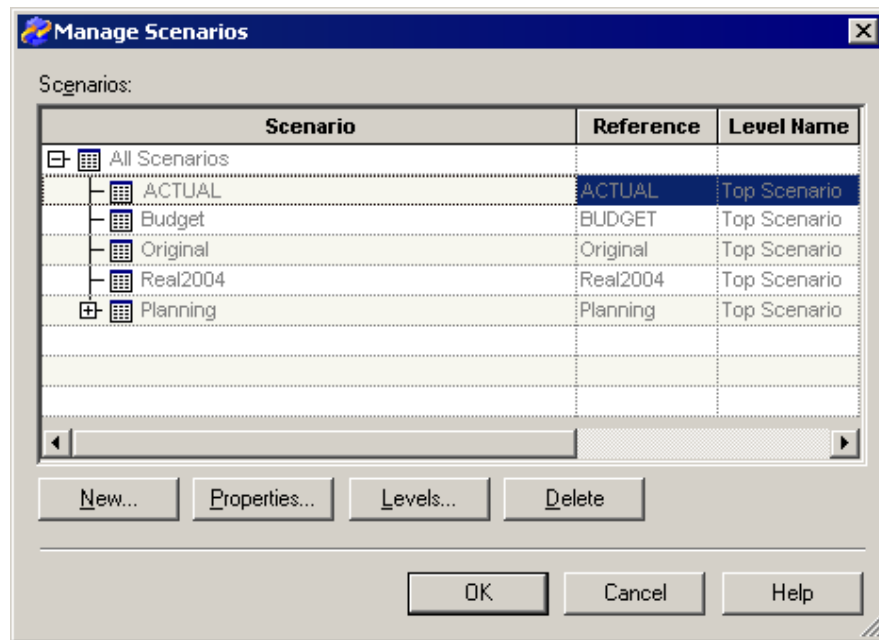 Manage Scenarios
Scenarios:
Scenario Reference Level Name
All Scenarios
ACTUAL ACTUAL Top Scenario
Budget BUDGET Top Scenario
Original Original Top Scenario
Real2004 Real2004 Top Scenario
Planning Planning Top Scenario
New... Properties... Levels... Delete
OK Cancel Help